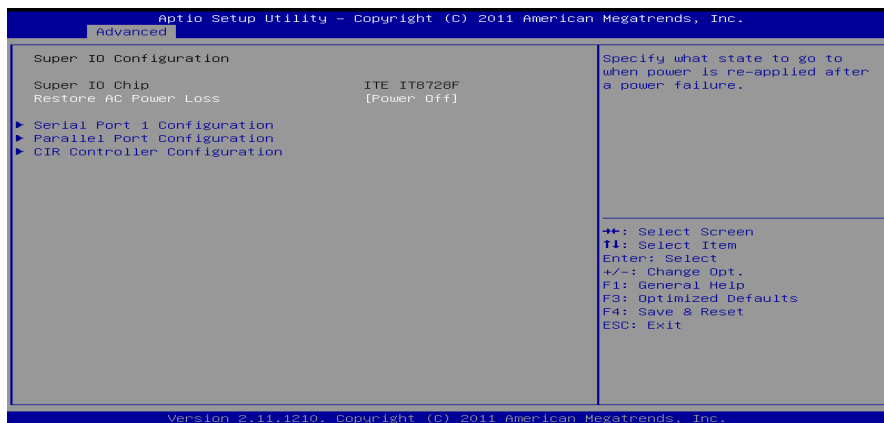 Aptio Setup Utility – Copyright (C) 2011 American Megatrends, Inc.
Advanced
Super IO Configuration
Super IO Chip ITE IT8728F
Restore AC Power Loss [Power Off]
► Serial Port 1 Configuration
► Parallel Port Configuration
► CIR Controller Configuration
Specify what state to go to
when power is re-applied after
a power failure.
→←: Select Screen
↑↓: Select Item
Enter: Select
+/-: Change Opt.
F1: General Help
F3: Optimized Defaults
F4: Save & Reset
ESC: Exit
Version 2.11.1210. Copyright (C) 2011 American Megatrends, Inc.